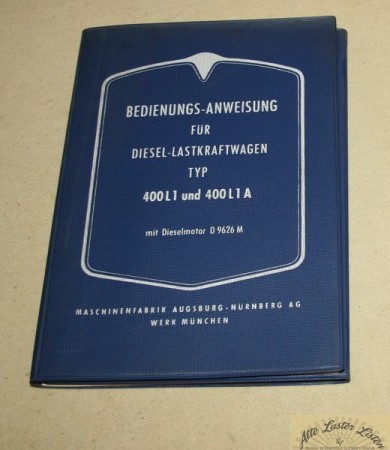 BEDIENUNGS-ANWEISUNG
FÜR
DIESEL-LASTKRAFTWAGEN
TYP
400 L 1 und 400 L 1 A
mit Dieselmotor D 9626 M
MASCHINENFABRIK AUGSBURG-NÜRNBERG AG
WERK MÜNCHEN
Alte Laster Listen